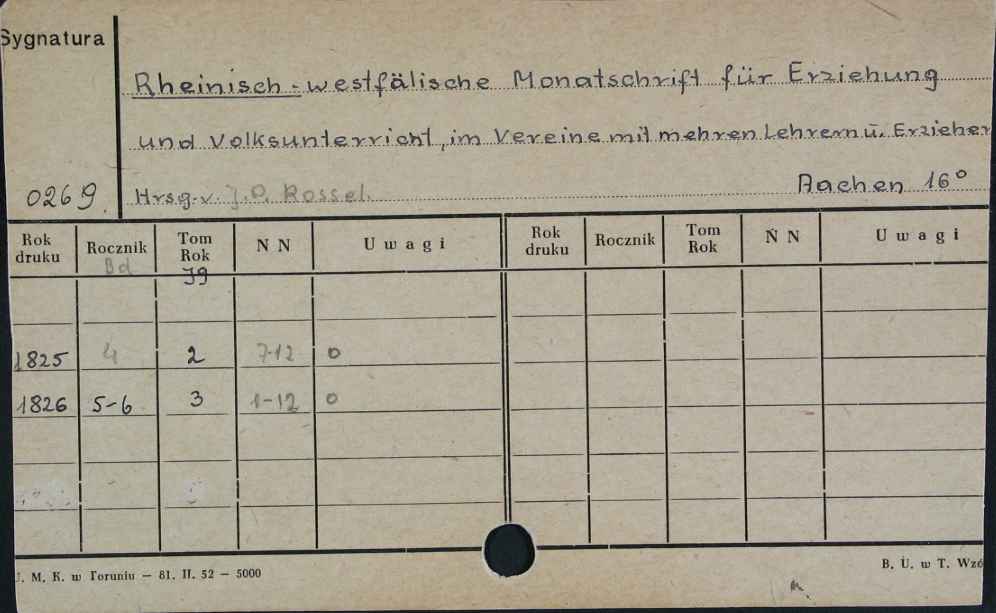 Sygnatura
Rheinisch-westfälische Monatschrift für Erziehung
und Volksunterricht, im Vereine mit mehren Lehrern u. Erzieher
0269 Hrsg. v. J.P. Rossel. Aachen 16°
Rok druku Rocznik Tom Rok N N Uwagi Rok druku Rocznik Tom Rok N N Uwagi
Bd Jg
1825 4 2 7-12 o
1826 5-6 3 1-12 o
J. M. K. w Toruniu — 81. II. 52 — 5000 B. U. w T. Wzó